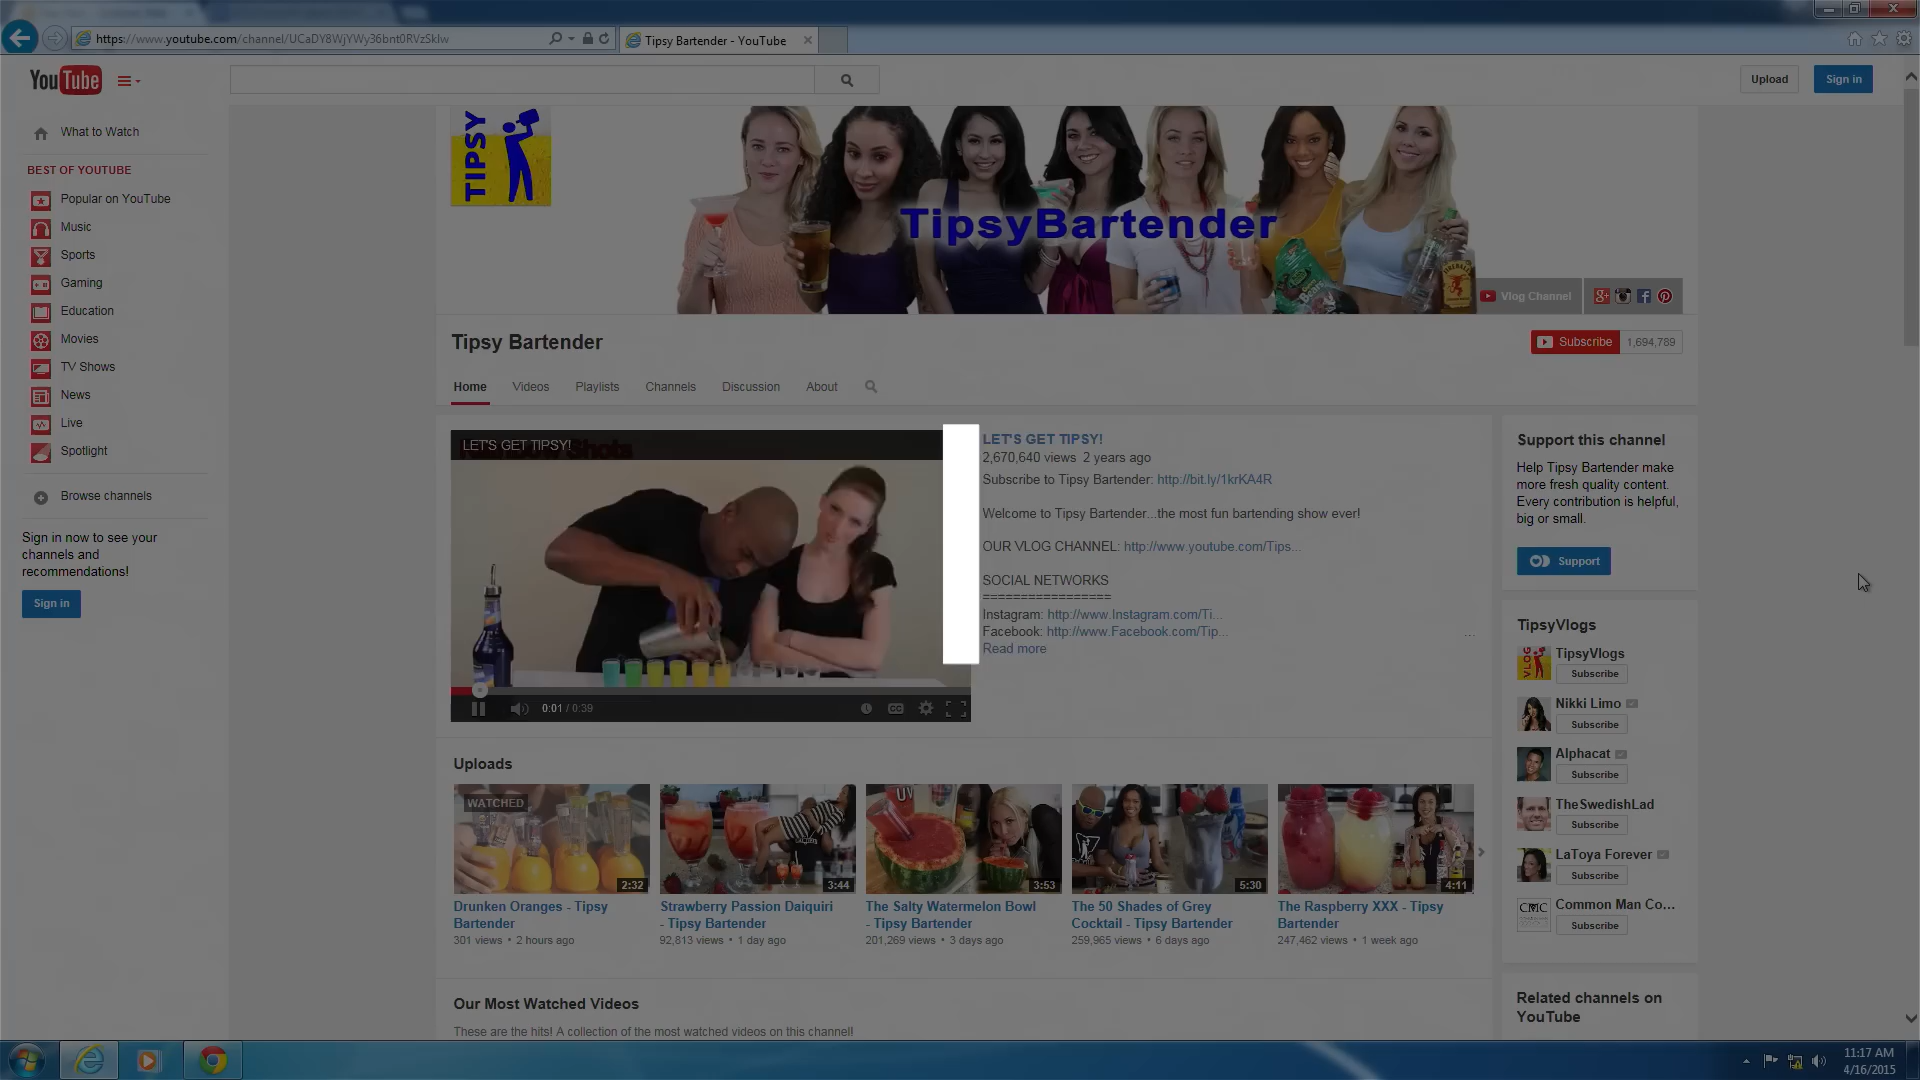 https://www.youtube.com/channel/UCaDY8WjYWy36bnt0RVzSkIw
Tipsy Bartender - YouTube
YouTube
Upload
Sign in
What to Watch
BEST OF YOUTUBE
Popular on YouTube
Music
Sports
Gaming
Education
Movies
TV Shows
News
Live
Spotlight
Browse channels
Sign in now to see your
channels and
recommendations!
Sign in
TIPSY
TipsyBartender
FIREBALL
Vlog Channel
Tipsy Bartender
Subscribe 1,694,789
Home Videos Playlists Channels Discussion About
LET'S GET TIPSY!
0:01 / 0:39
CC
LET'S GET TIPSY!
2,670,640 views 2 years ago
Subscribe to Tipsy Bartender: http://bit.ly/1krKA4R
Welcome to Tipsy Bartender...the most fun bartending show ever!
OUR VLOG CHANNEL: http://www.youtube.com/Tips...
SOCIAL NETWORKS
=================
Instagram: http://www.Instagram.com/Ti...
Facebook: http://www.Facebook.com/Tip...
...
Read more
Support this channel
Help Tipsy Bartender make
more fresh quality content.
Every contribution is helpful,
big or small.
Support
TipsyVlogs
VLOG
TipsyVlogs
Subscribe
Nikki Limo
Subscribe
Alphacat
Subscribe
TheSwedishLad
Subscribe
LaToya Forever
Subscribe
CMC
Common Man Co...
Subscribe
Related channels on
YouTube
Uploads
WATCHED
2:32
3:44
UV
3:53
5:30
4:11
Drunken Oranges - Tipsy
Bartender
301 views • 2 hours ago
Strawberry Passion Daiquiri
- Tipsy Bartender
92,813 views • 1 day ago
The Salty Watermelon Bowl
- Tipsy Bartender
201,269 views • 3 days ago
The 50 Shades of Grey
Cocktail - Tipsy Bartender
259,965 views • 6 days ago
The Raspberry XXX - Tipsy
Bartender
247,462 views • 1 week ago
Our Most Watched Videos
These are the hits! A collection of the most watched videos on this channel!
11:17 AM
4/16/2015